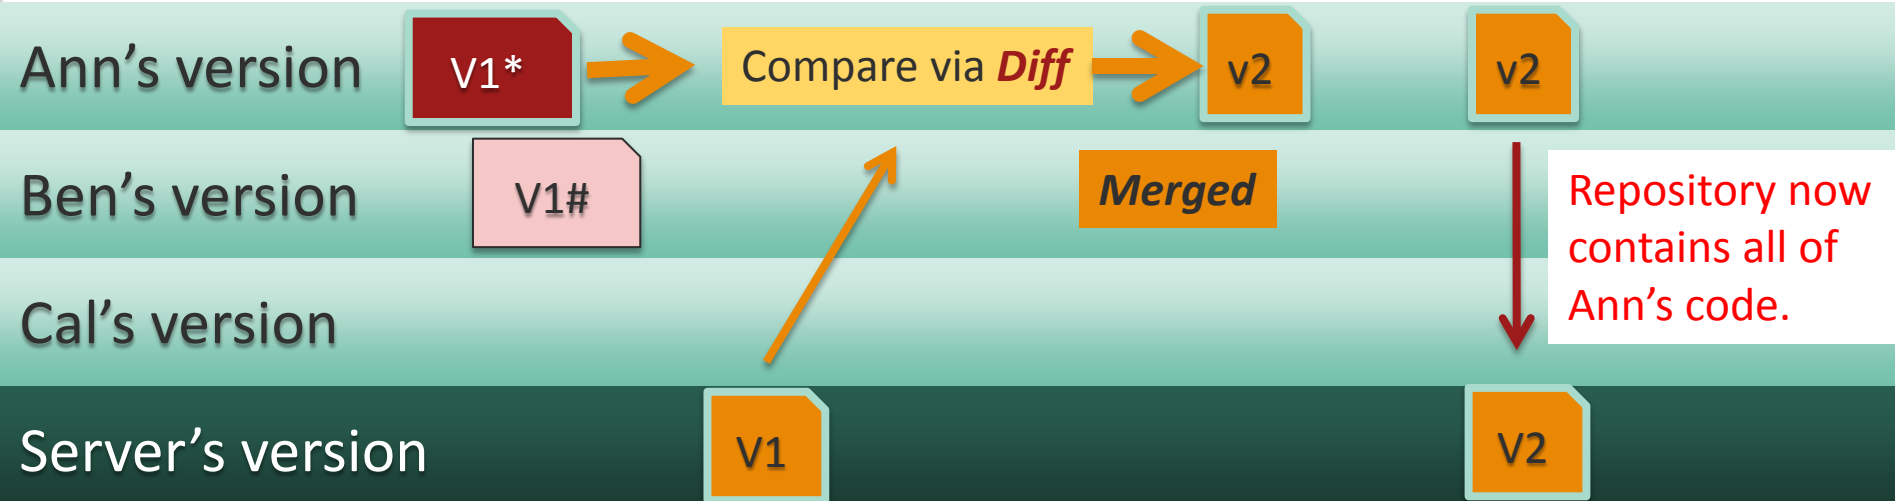 Ann’s version
V1*
Compare via Diff
v2
v2
Ben’s version
V1#
Merged
Repository now
contains all of
Ann’s code.
Cal’s version
Server’s version
V1
V2